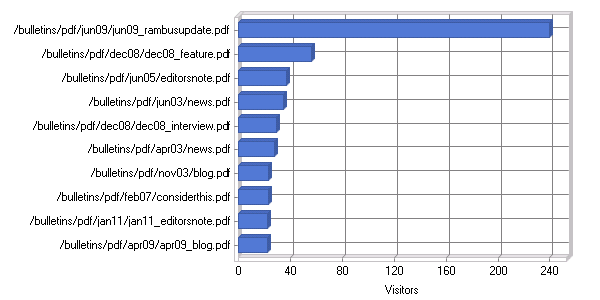 /bulletins/pdf/jun09/jun09_rambusupdate.pdf
/bulletins/pdf/dec08/dec08_feature.pdf
/bulletins/pdf/jun05/editorsnote.pdf
/bulletins/pdf/jun03/news.pdf
/bulletins/pdf/dec08/dec08_interview.pdf
/bulletins/pdf/apr03/news.pdf
/bulletins/pdf/nov03/blog.pdf
/bulletins/pdf/feb07/considerthis.pdf
/bulletins/pdf/jan11/jan11_editorsnote.pdf
/bulletins/pdf/apr09/apr09_blog.pdf
0 40 80 120 160 200 240
Visitors